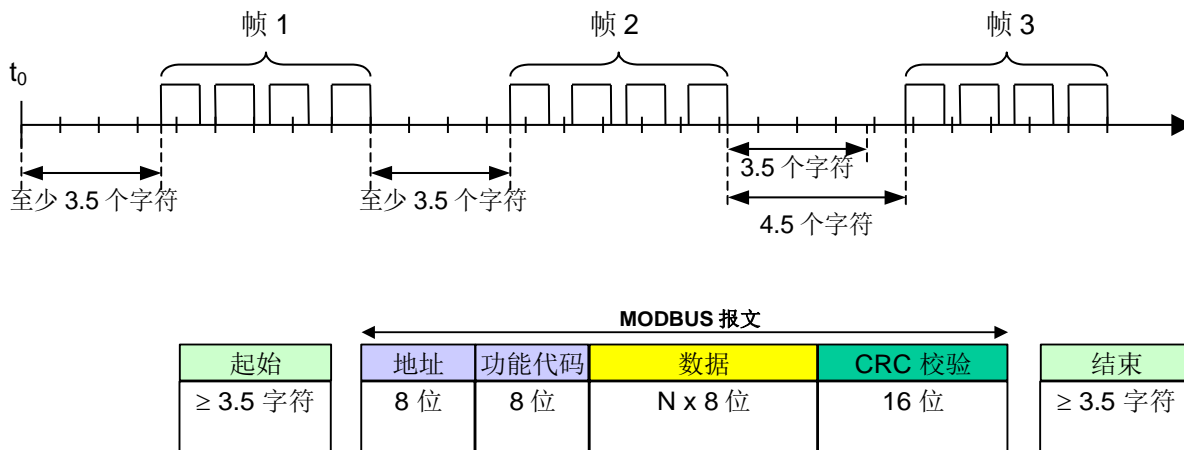 帧 1 帧 2 帧 3
t0
至少 3.5 个字符 至少 3.5 个字符 3.5 个字符
4.5 个字符
MODBUS 报文
起始 地址 功能代码 数据 CRC 校验 结束
≥ 3.5 字符 8 位 8 位 N x 8 位 16 位 ≥ 3.5 字符